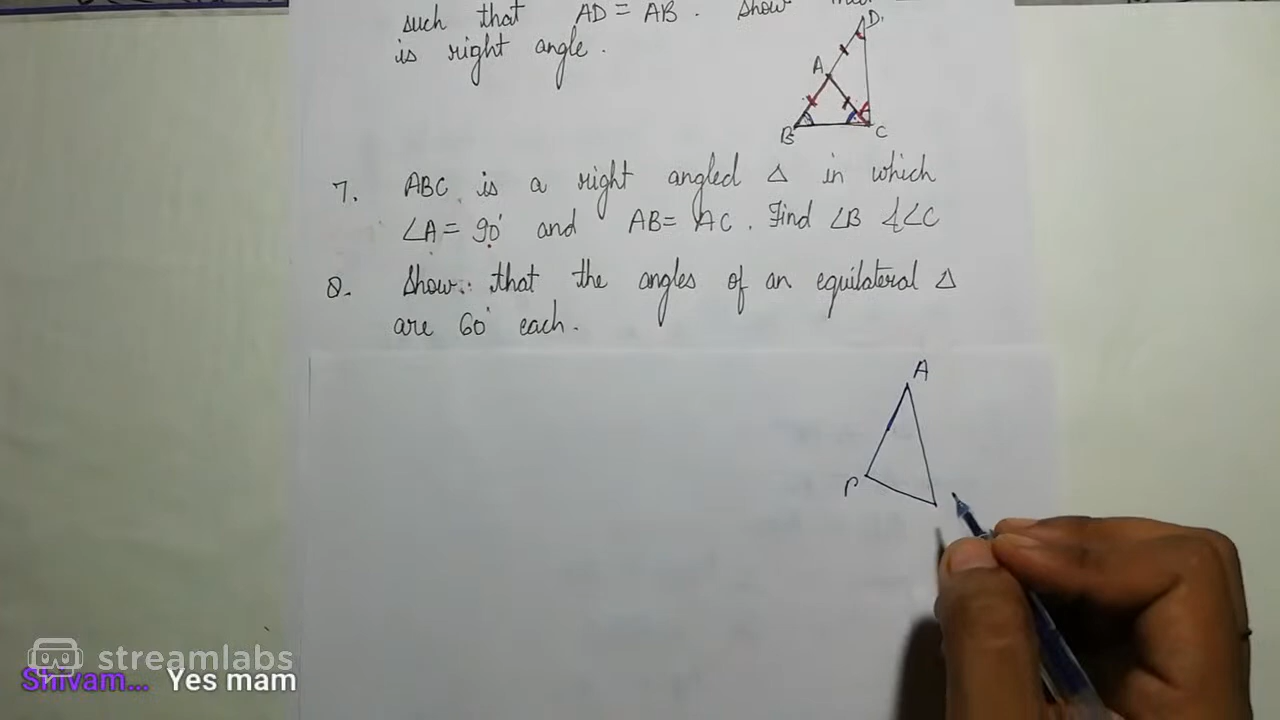 such that AD = AB. Show
is right angle.
D
A
B
C
7. ABC is a right angled Δ in which
∠A = 90° and AB = AC. Find ∠B & ∠C
8. Show that the angles of an equilateral Δ
are 60° each.
A
streamlabs
Shivam... Yes mam